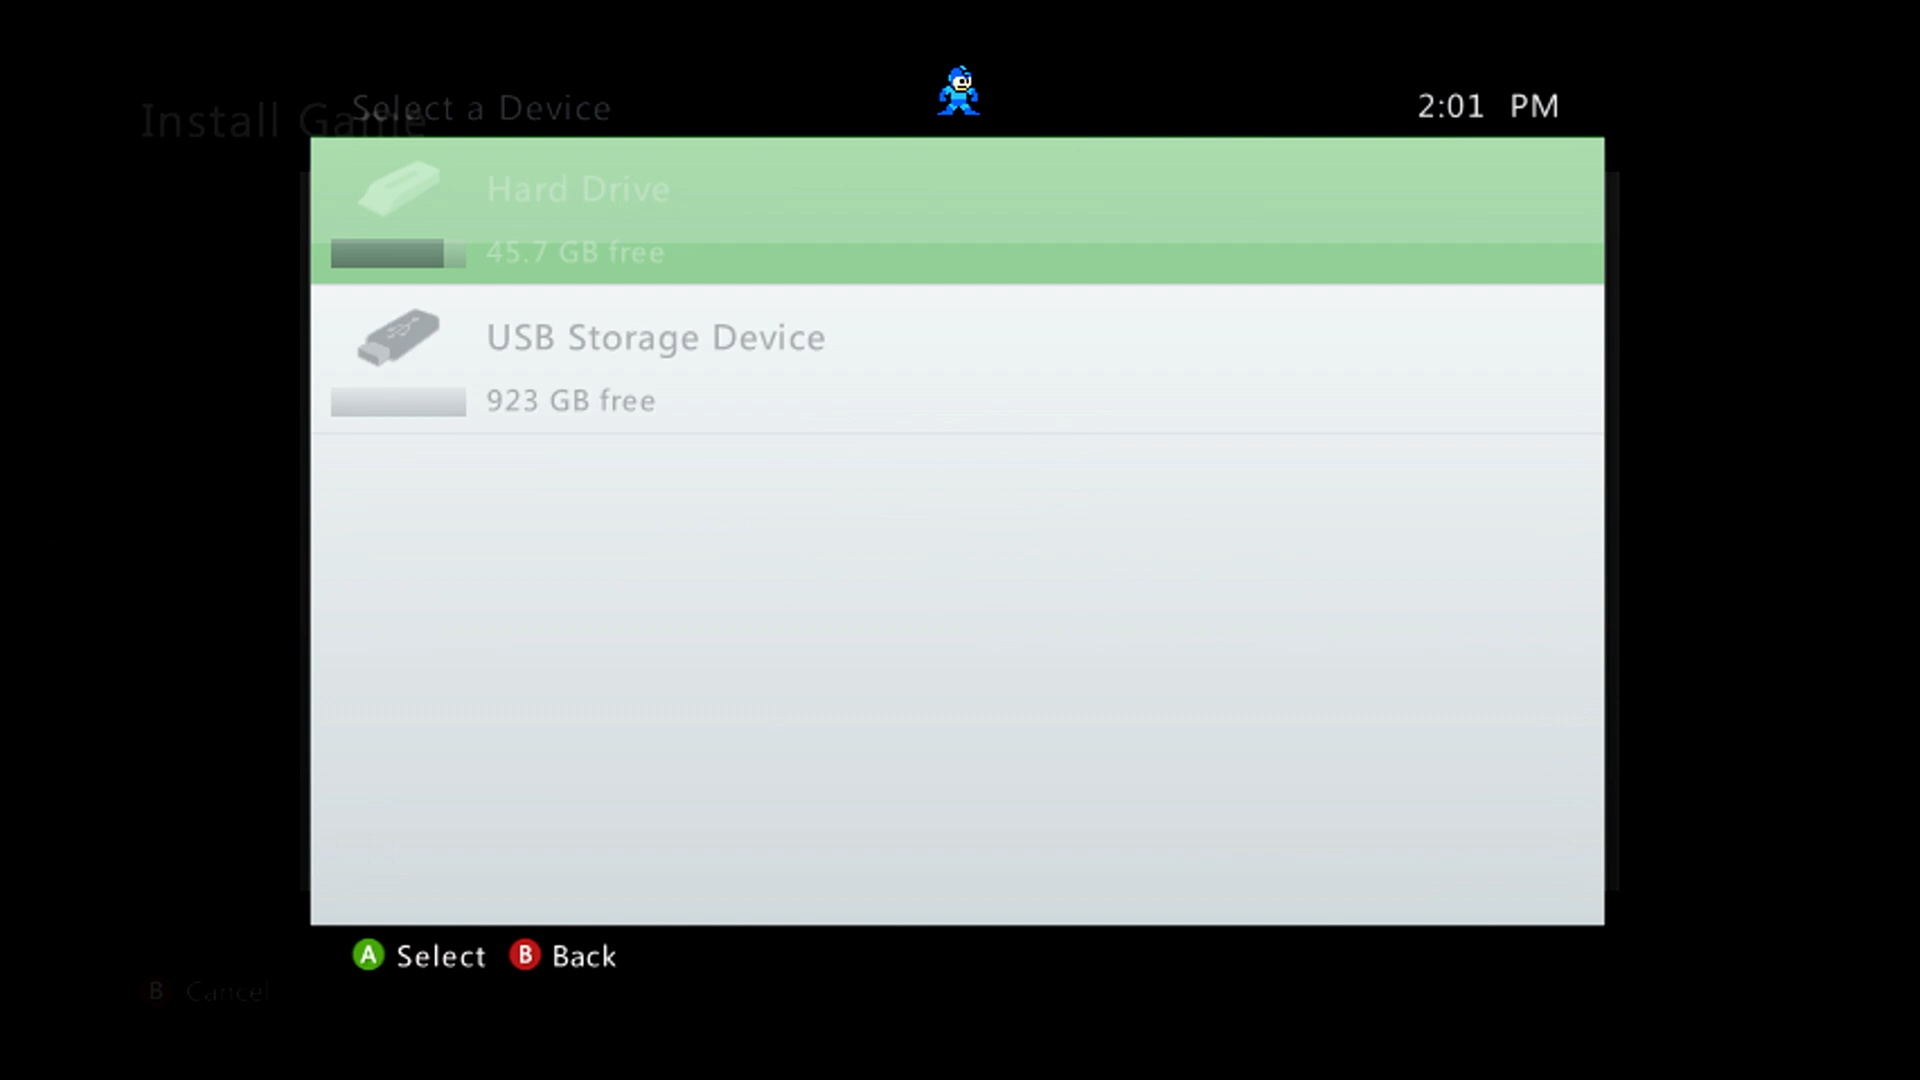 Install Game
Select a Device
2:01 PM
Hard Drive
45.7 GB free
USB Storage Device
923 GB free
A Select B Back
B Cancel